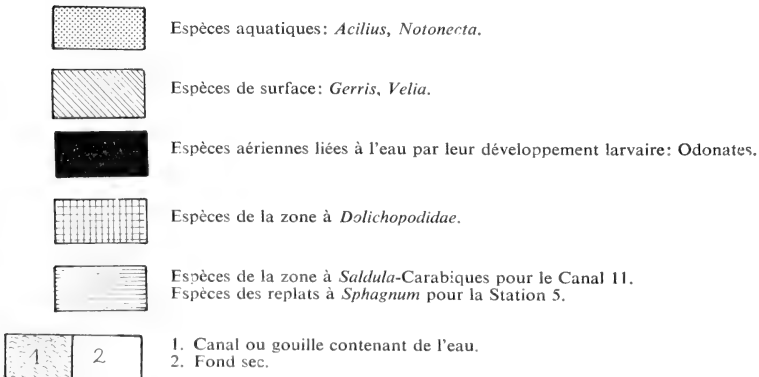 Espèces aquatiques: Acilius, Notonecta.
Espèces de surface: Gerris, Velia.
Espèces aériennes liées à l'eau par leur développement larvaire: Odonates.
Espèces de la zone à Dolichopodidae.
Espèces de la zone à Saldula-Carabiques pour le Canal 11.
Espèces des replats à Sphagnum pour la Station 5.
1 2 1. Canal ou gouille contenant de l'eau.
2. Fond sec.